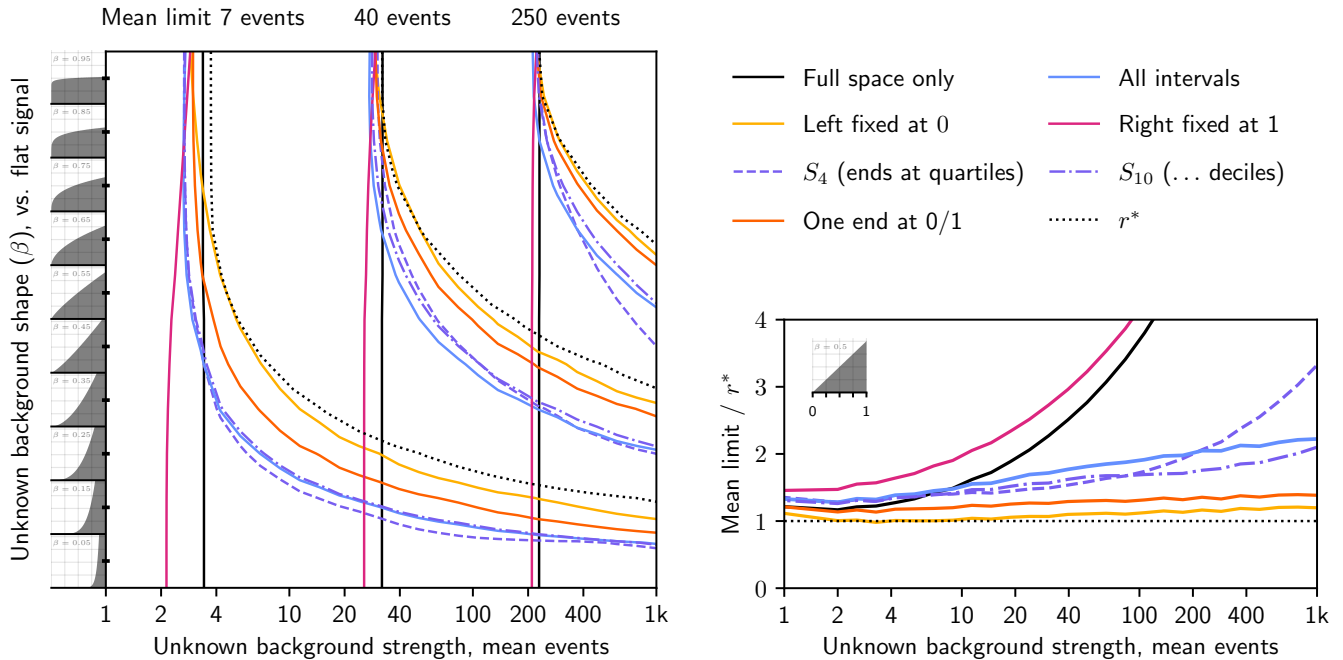 Mean limit 7 events
40 events
250 events
Unknown background shape (β), vs. flat signal
β = 0.95
β = 0.85
β = 0.75
β = 0.65
β = 0.55
β = 0.45
β = 0.35
β = 0.25
β = 0.15
β = 0.05
1 2 4 10 20 40 100 200 400 1k
Unknown background strength, mean events
Full space only
Left fixed at 0
S4 (ends at quartiles)
One end at 0/1
All intervals
Right fixed at 1
S10 (... deciles)
r*
Mean limit / r*
4
3
2
1
0
β = 0.5
0 1
1 2 4 10 20 40 100 200 400 1k
Unknown background strength, mean events